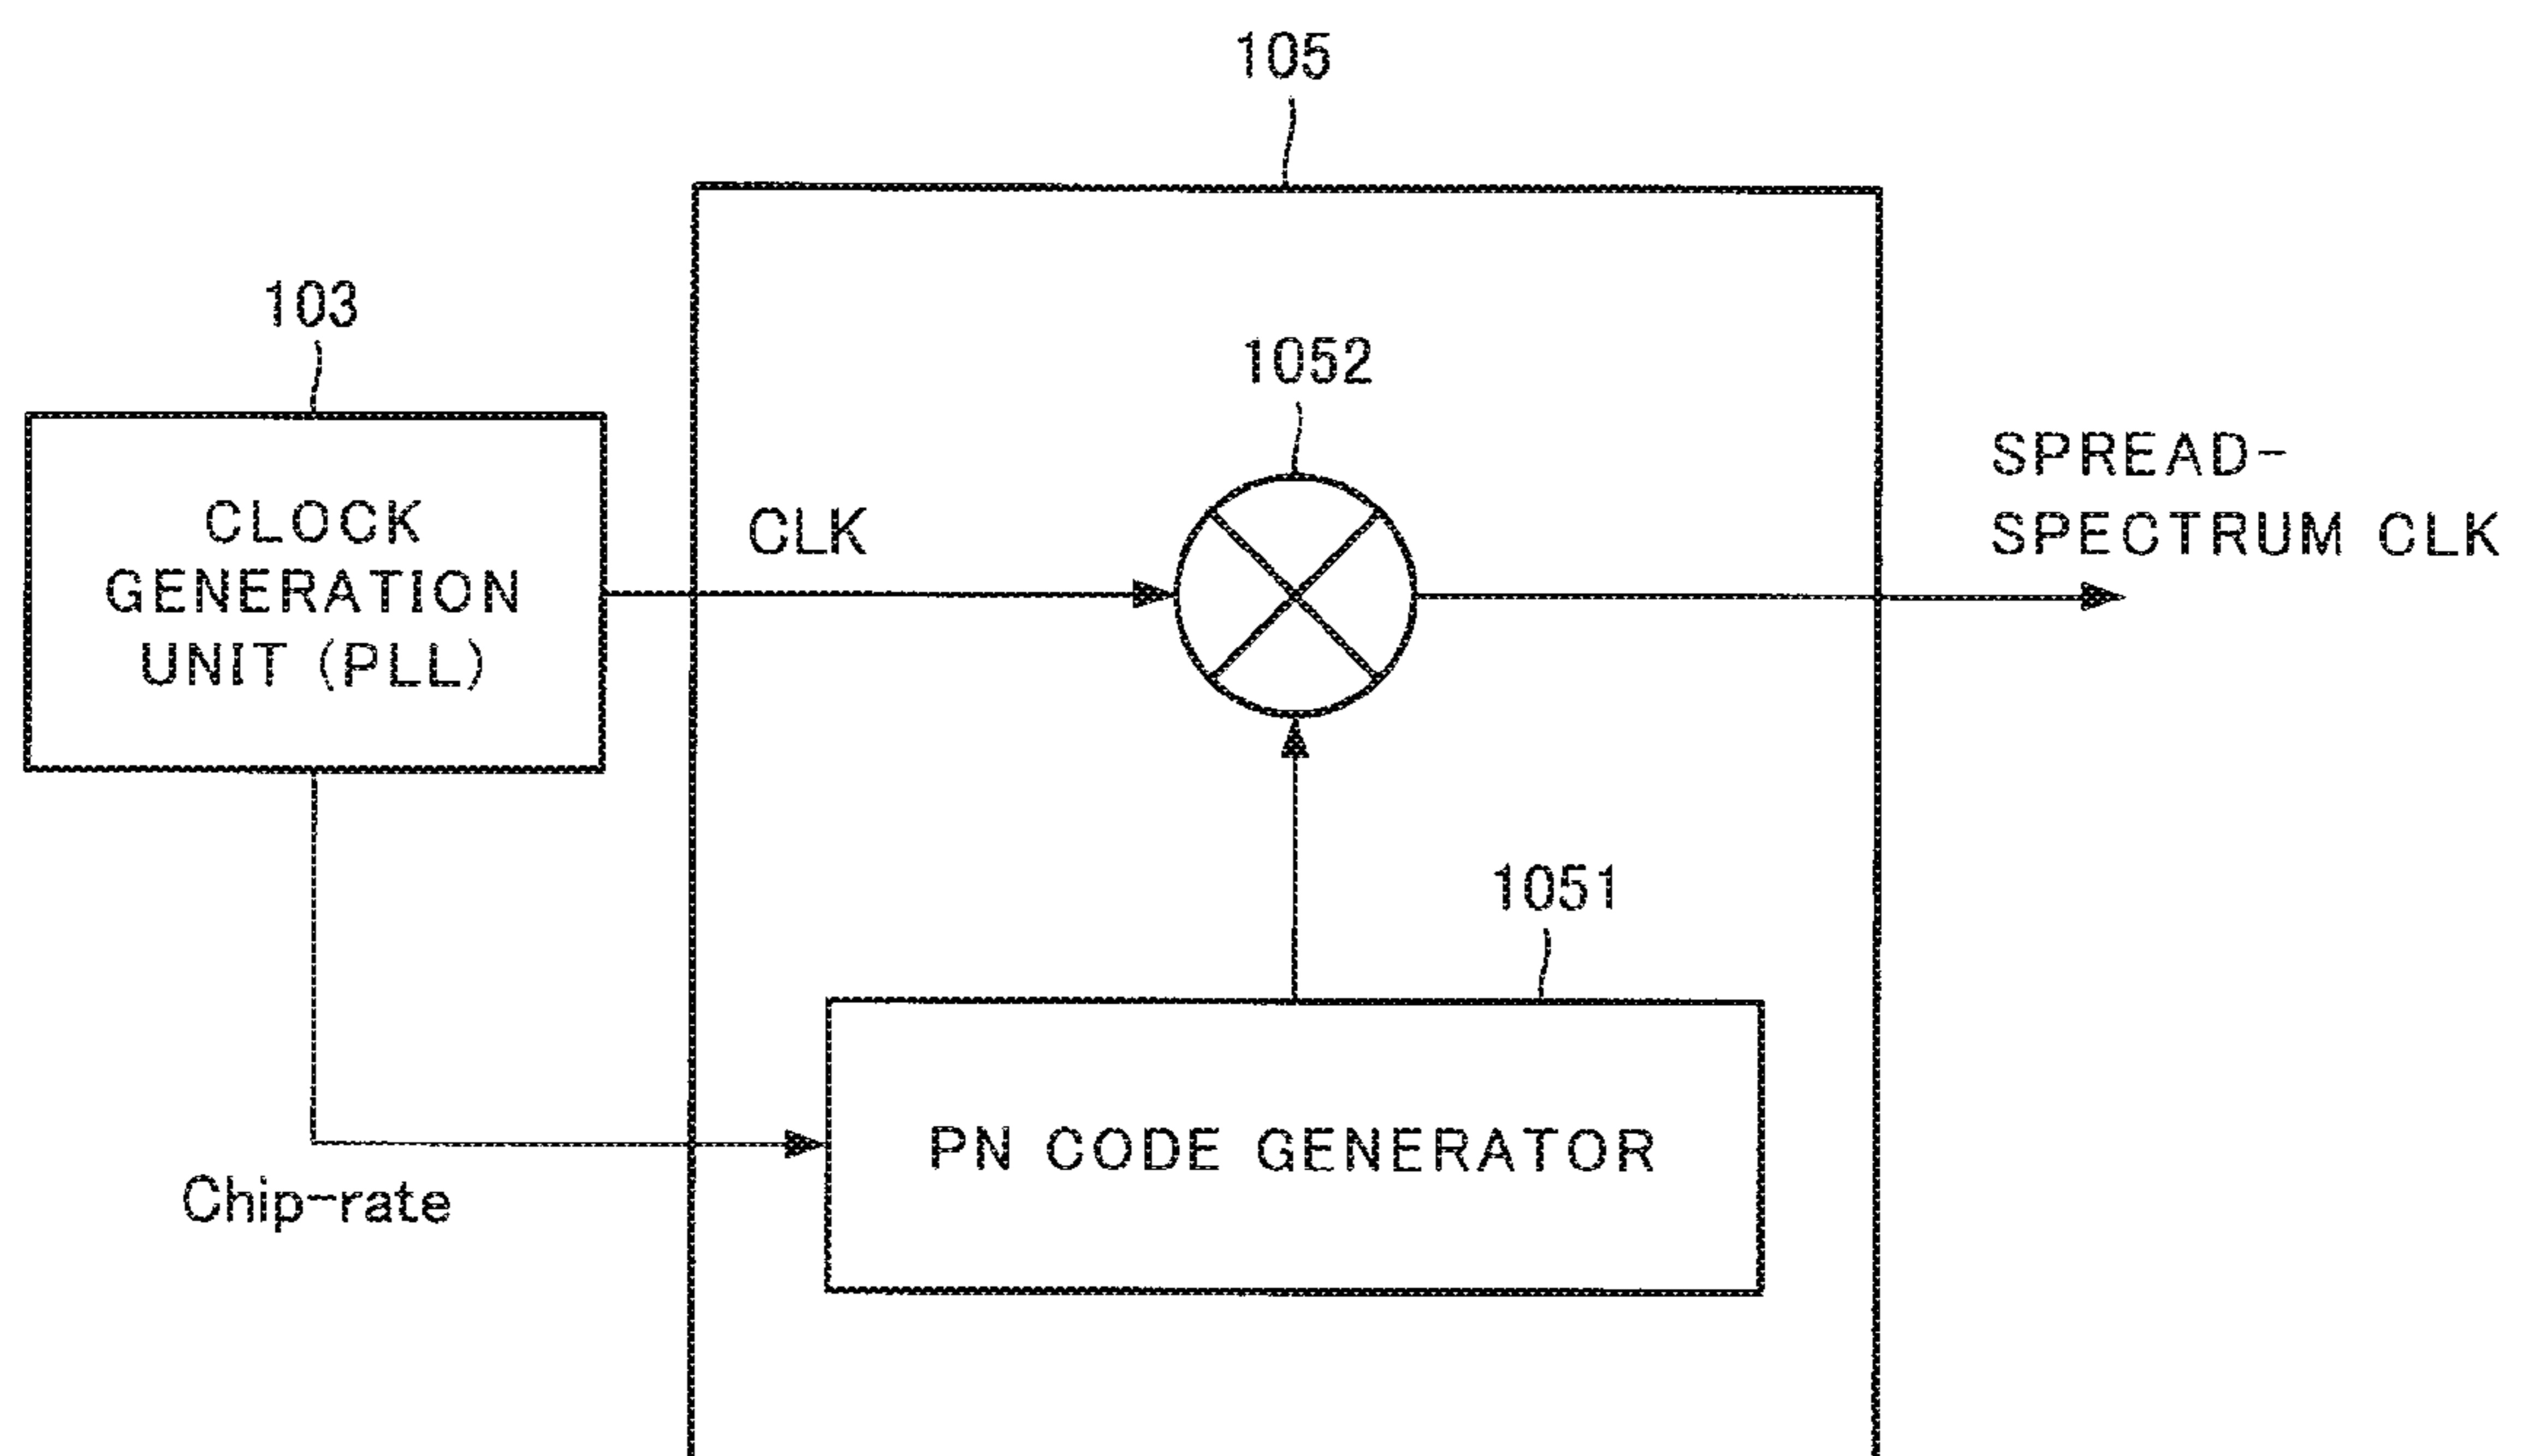 105
103
1052
CLOCK
GENERATION
UNIT (PLL)
CLK
SPREAD-
SPECTRUM CLK
1051
PN CODE GENERATOR
Chip-rate